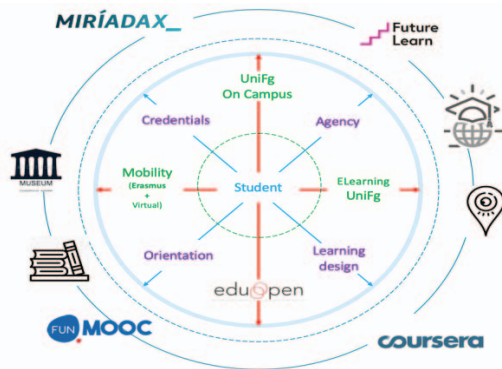 MIRÍADAX_
Future
Learn
UniFg
On Campus
Credentials
Agency
MUSEUM
Mobility
(Erasmus
+
Virtual)
Student
ELearning
UniFg
Orientation
Learning
design
eduopen
FUN
MOOC
coursera